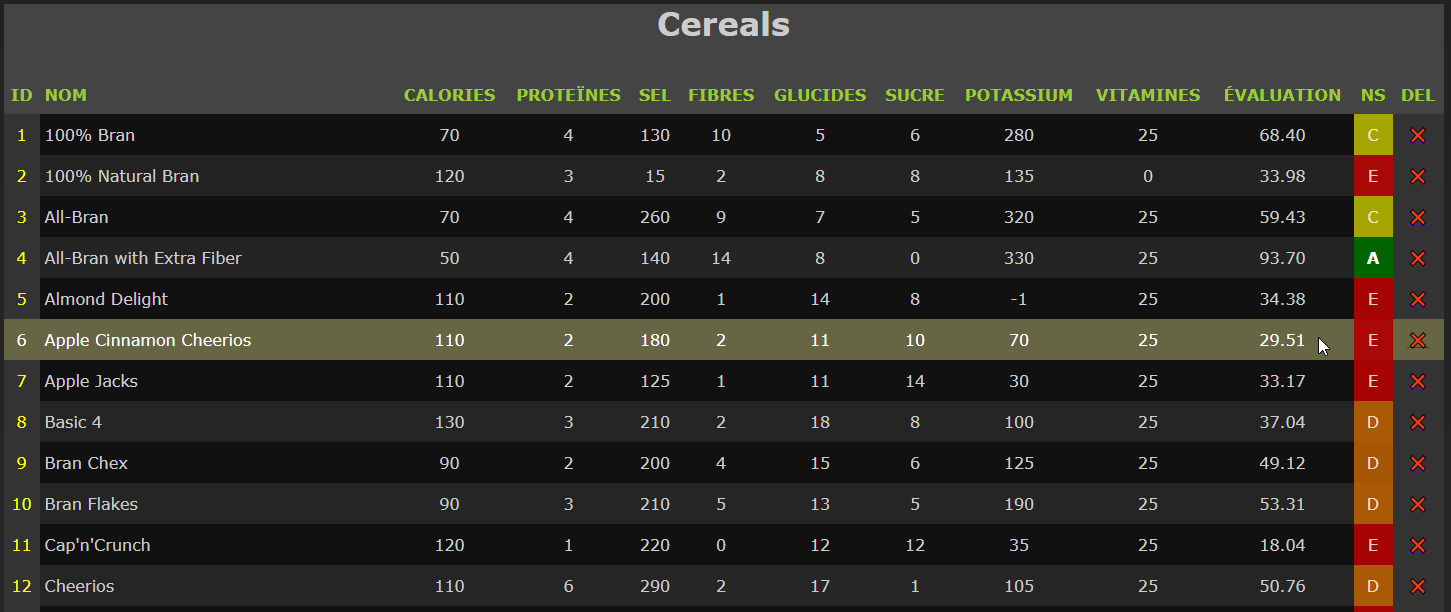 Cereals
ID NOM CALORIES PROTEÏNES SEL FIBRES GLUCIDES SUCRE POTASSIUM VITAMINES ÉVALUATION NS DEL
1 100% Bran 70 4 130 10 5 6 280 25 68.40 C
2 100% Natural Bran 120 3 15 2 8 8 135 0 33.98 E
3 All-Bran 70 4 260 9 7 5 320 25 59.43 C
4 All-Bran with Extra Fiber 50 4 140 14 8 0 330 25 93.70 A
5 Almond Delight 110 2 200 1 14 8 -1 25 34.38 E
6 Apple Cinnamon Cheerios 110 2 180 2 11 10 70 25 29.51 E
7 Apple Jacks 110 2 125 1 11 14 30 25 33.17 E
8 Basic 4 130 3 210 2 18 8 100 25 37.04 D
9 Bran Chex 90 2 200 4 15 6 125 25 49.12 D
10 Bran Flakes 90 3 210 5 13 5 190 25 53.31 D
11 Cap'n'Crunch 120 1 220 0 12 12 35 25 18.04 E
12 Cheerios 110 6 290 2 17 1 105 25 50.76 D